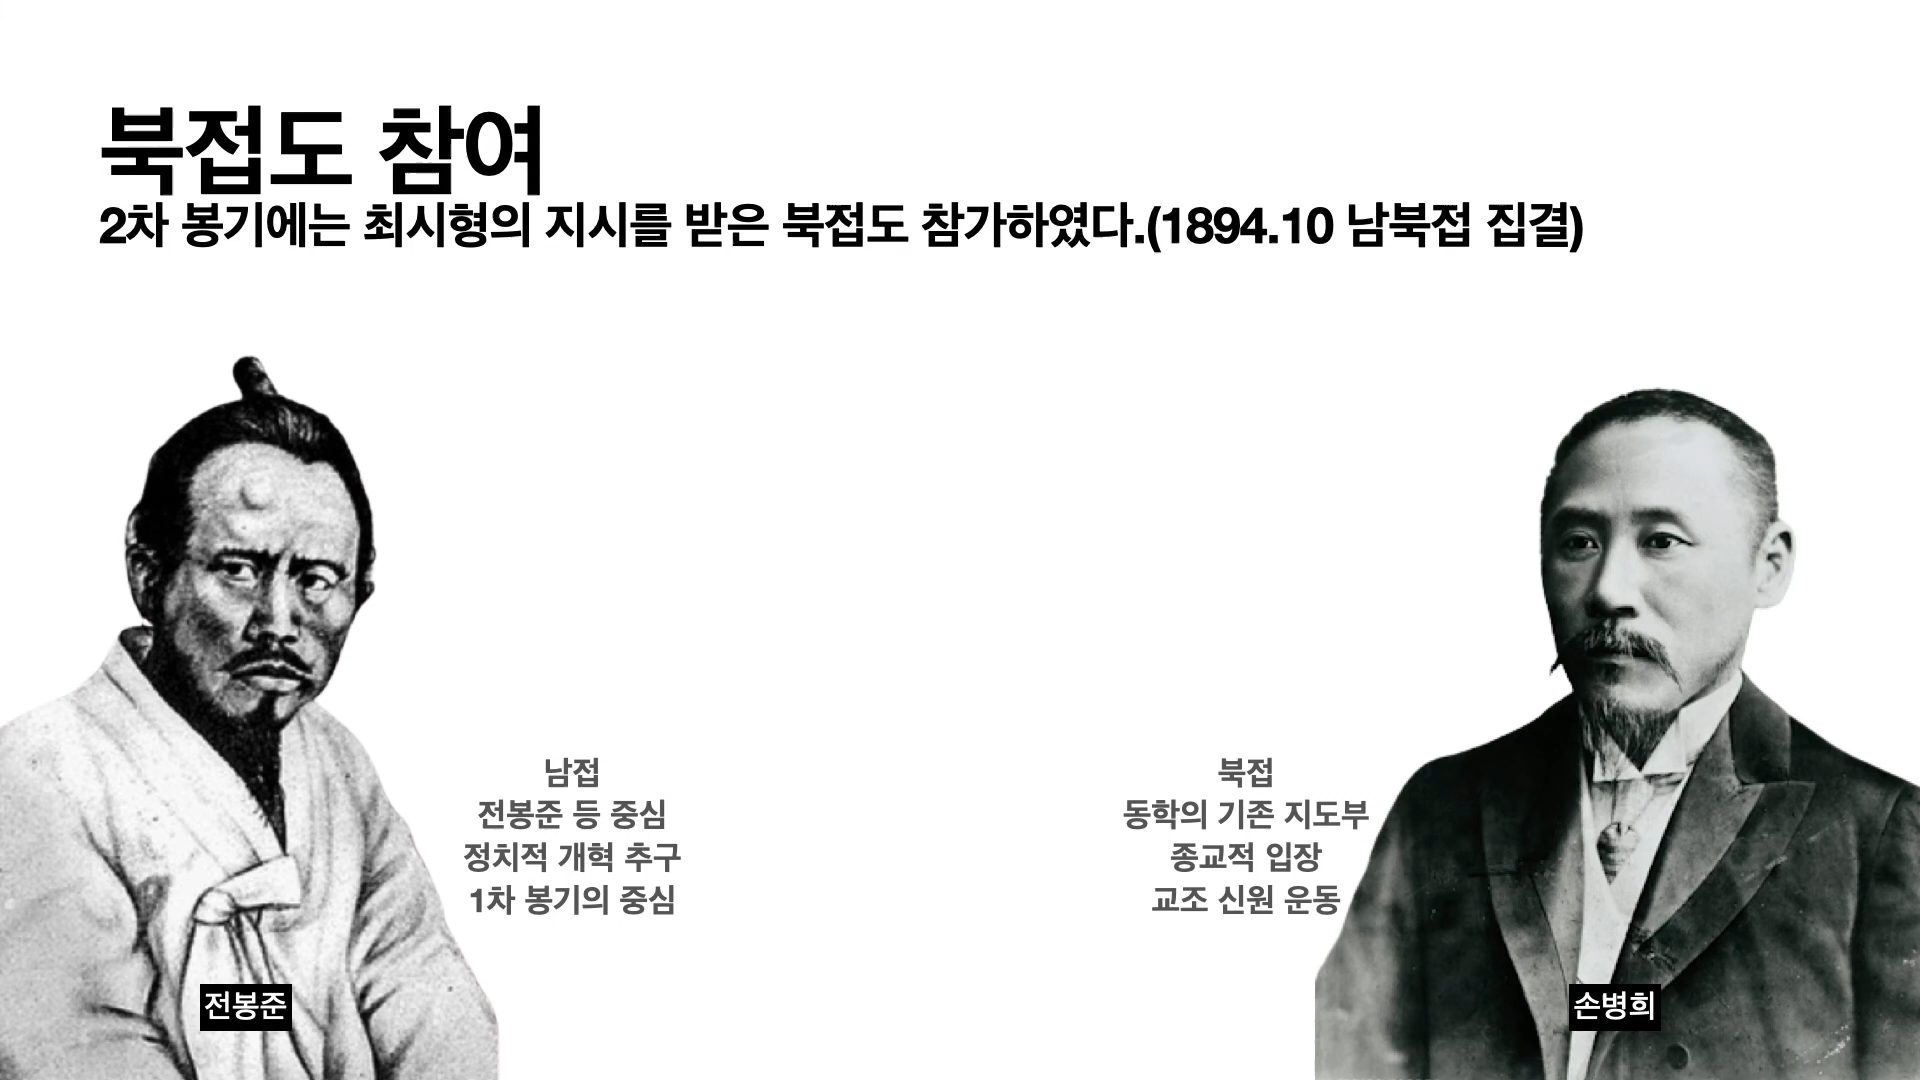 북접도 참여
2차 봉기에는 최시형의 지시를 받은 북접도 참가하였다.(1894.10 남북접 집결)
남접
전봉준 등 중심
정치적 개혁 추구
1차 봉기의 중심
북접
동학의 기존 지도부
종교적 입장
교조 신원 운동
전봉준
손병희